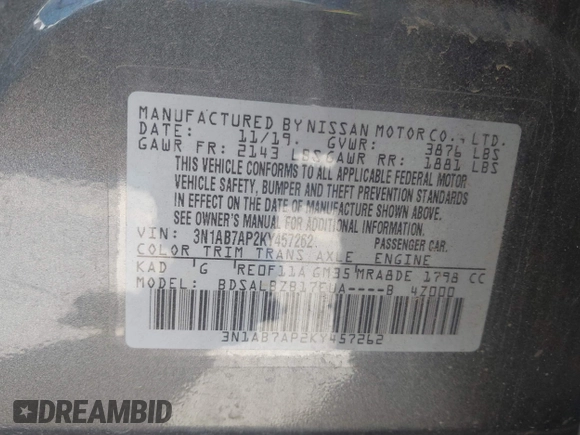 MANUFACTURED BY NISSAN MOTOR CO., LTD.
DATE: 11/19. GVWR: 3876 LBS
GAWR FR: 2143 LBS GAWR RR: 1881 LBS
THIS VEHICLE CONFORMS TO ALL APPLICABLE FEDERAL MOTOR
VEHICLE SAFETY, BUMPER AND THEFT PREVENTION STANDARDS
IN EFFECT ON THE DATE OF MANUFACTURE SHOWN ABOVE.
SEE OWNER'S MANUAL FOR ADDITIONAL INFORMATION.
VIN: 3N1AB7AP2KY457262. PASSENGER CAR.
COLOR TRIM TRANS AXLE ENGINE
KAD G RE0F11A GM35 MRA8DE 1798 CC
MODEL: BDSALBZB17EUA----B 47000
3N1AB7AP2KY457262
DREAMBID